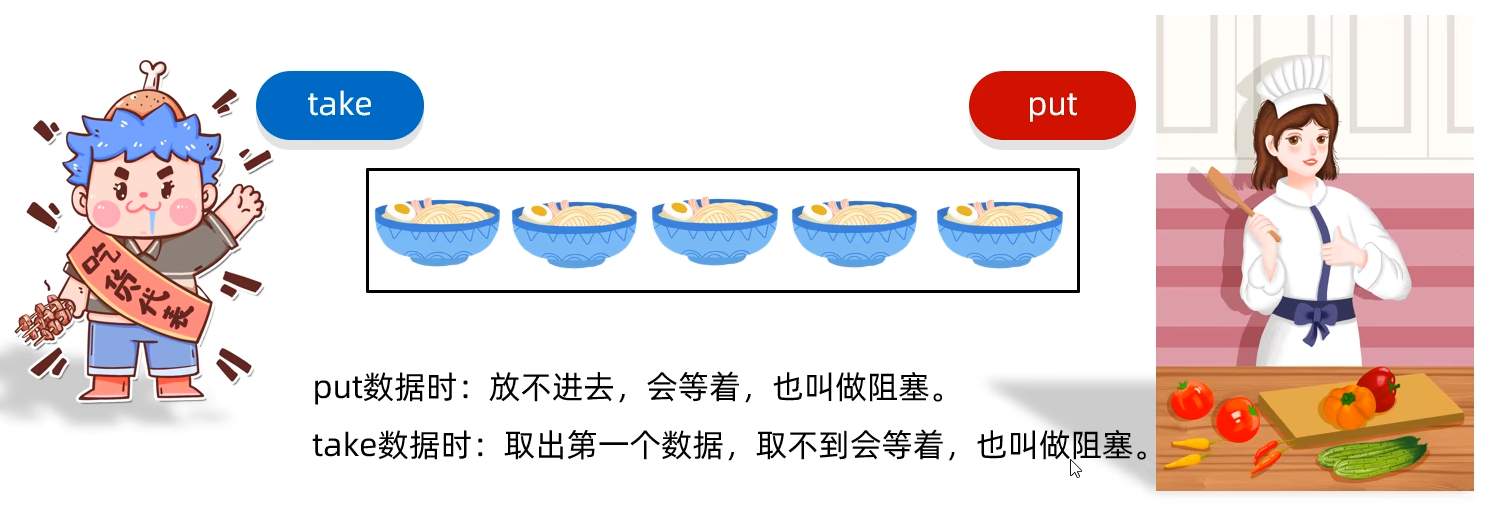 take
put
吃货代表
put数据时：放不进去，会等着，也叫做阻塞。
take数据时：取出第一个数据，取不到会等着，也叫做阻塞。